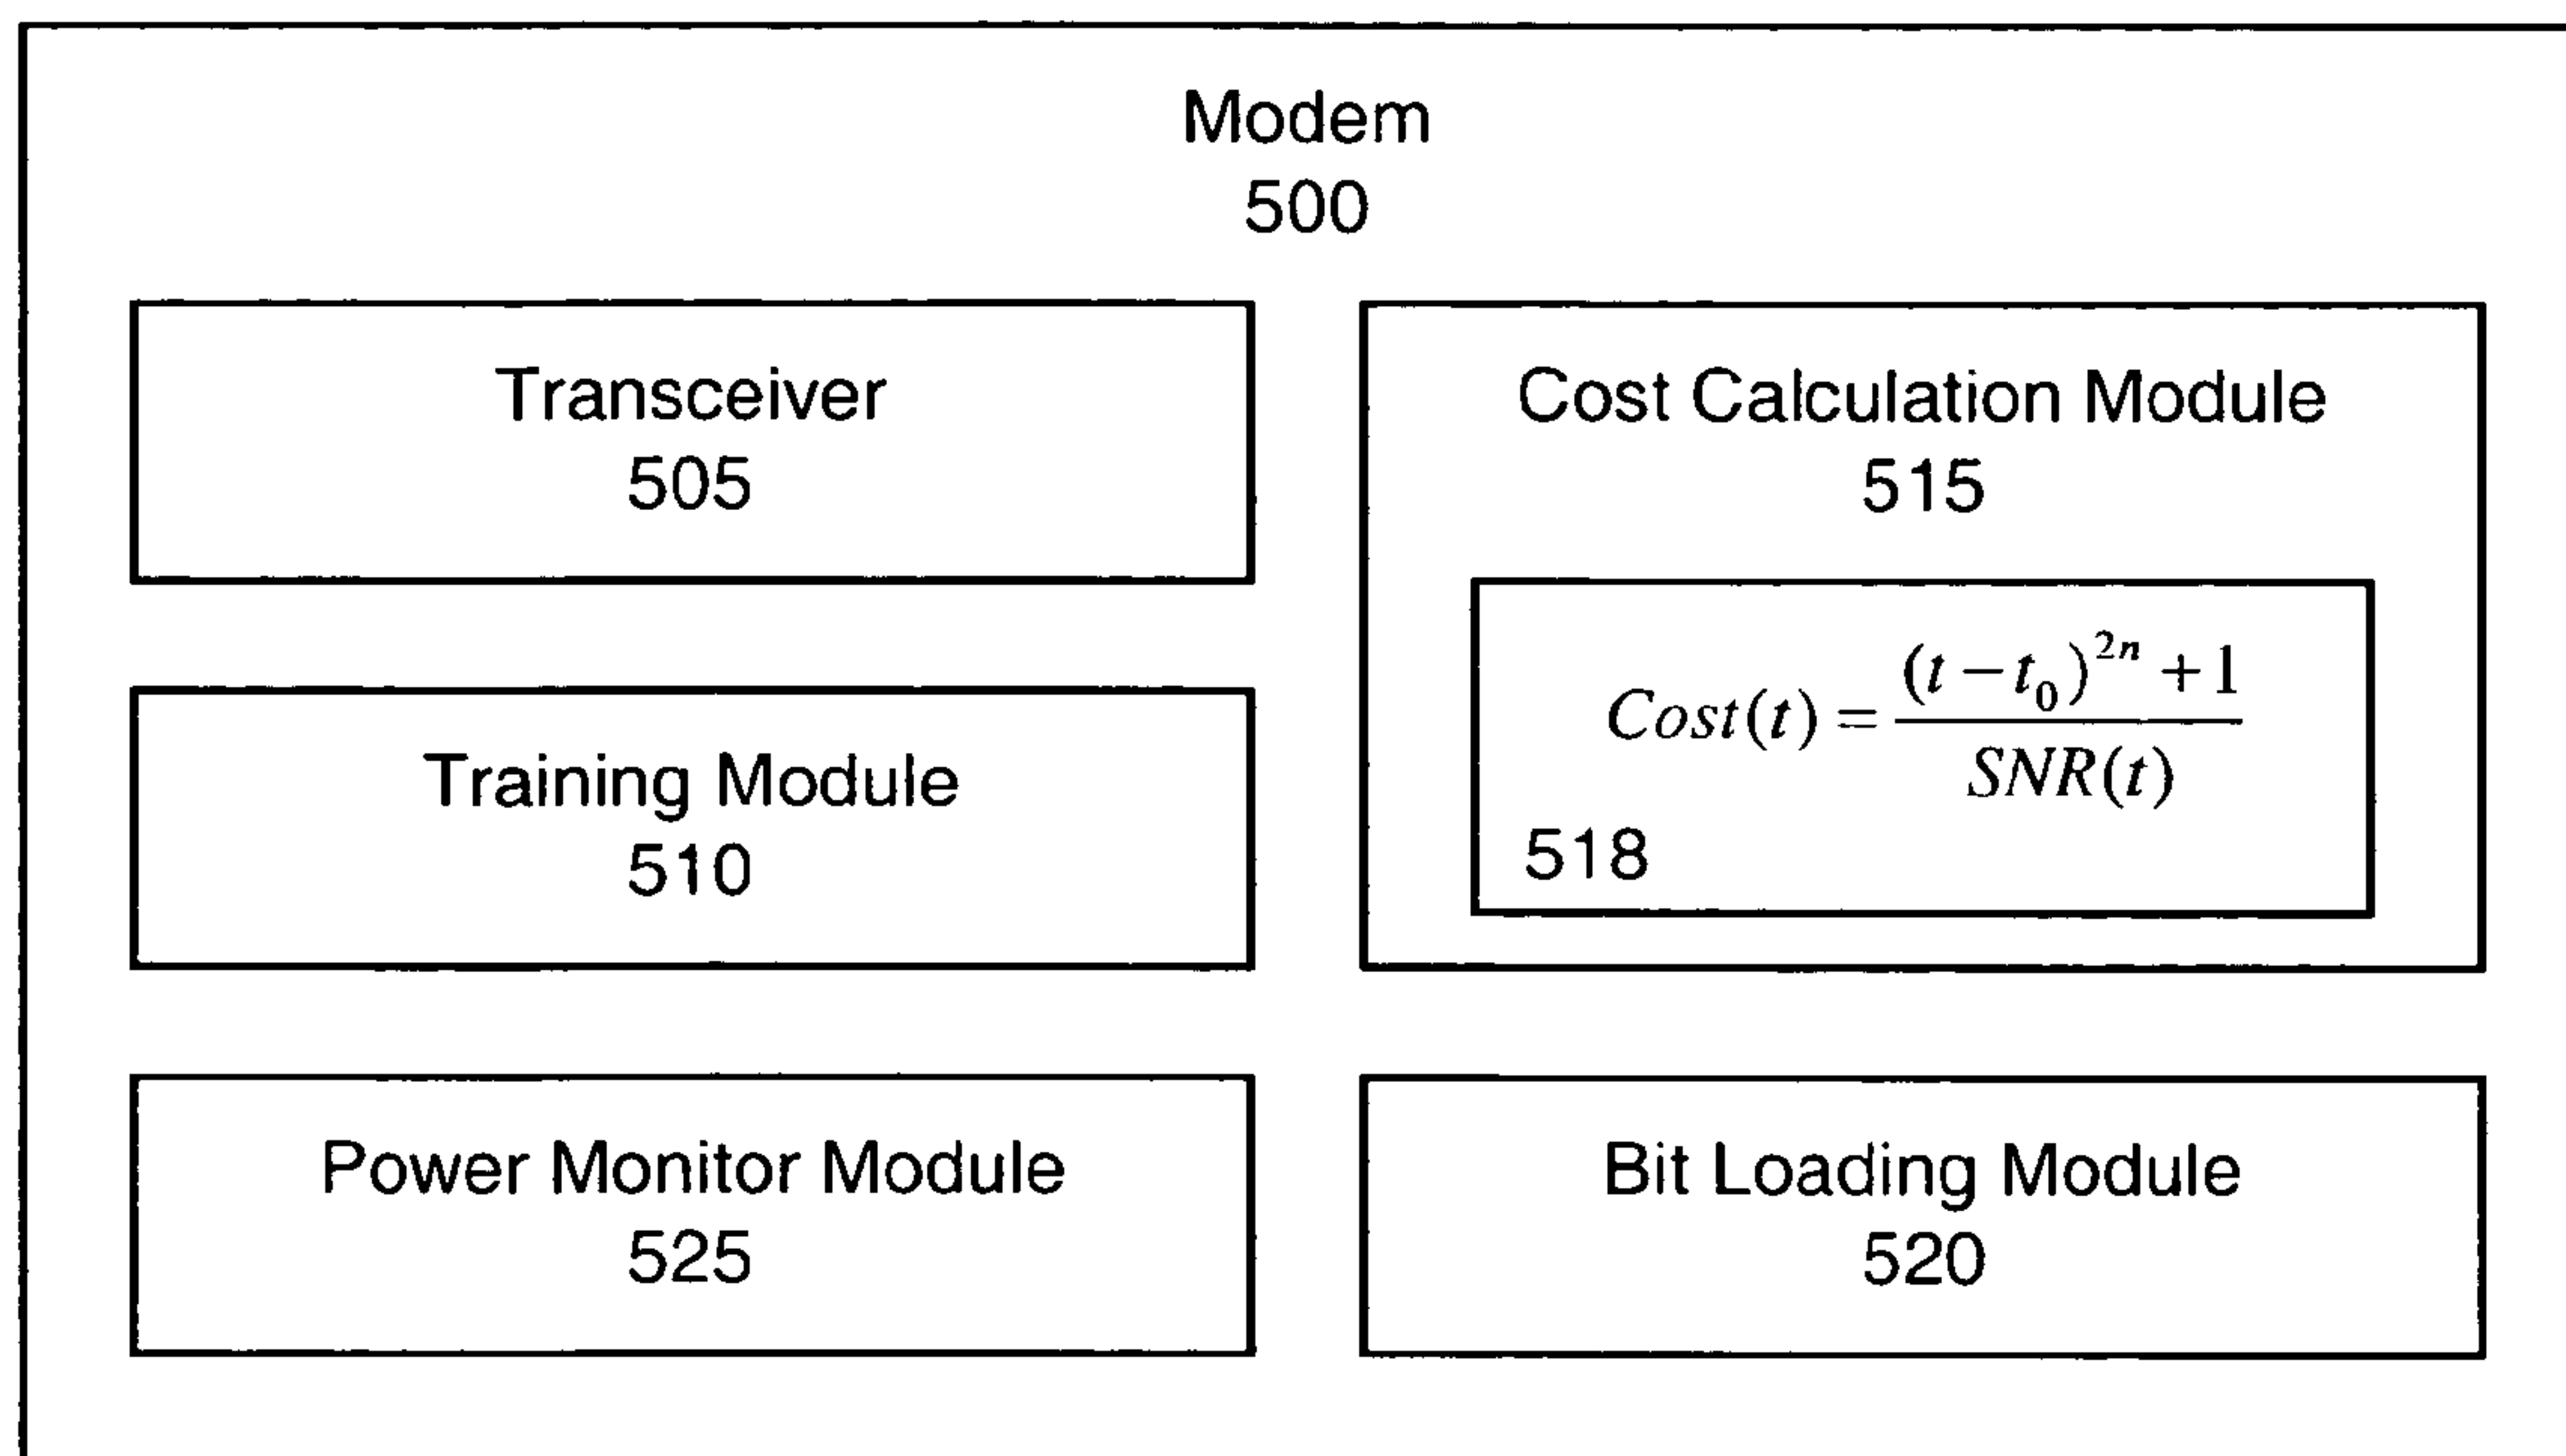 Modem
500
Transceiver
505
Cost Calculation Module
515
Cost(t) = \frac{(t - t_0)^{2n} + 1}{SNR(t)}
518
Training Module
510
Power Monitor Module
525
Bit Loading Module
520